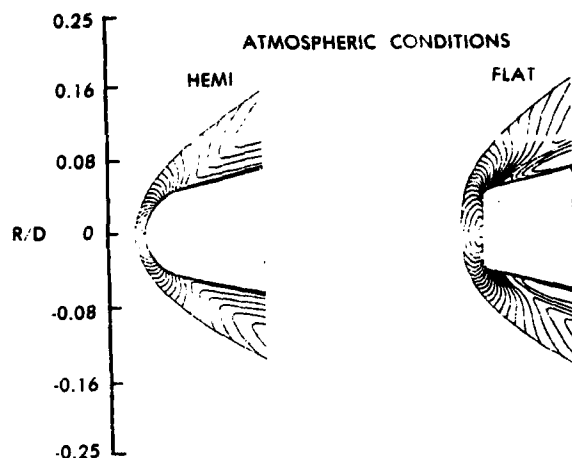 0.25
ATMOSPHERIC CONDITIONS
HEMI
FLAT
0.16
0.08
R/D
0
-0.08
-0.16
-0.25